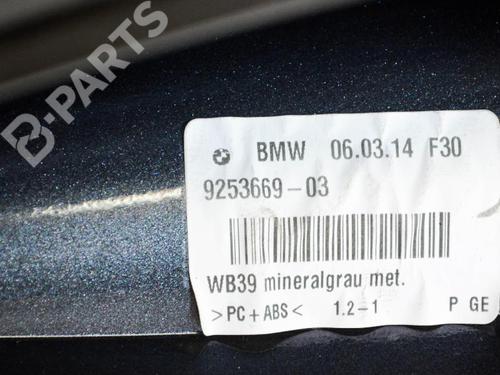 B-PARTS
BMW 06.03.14 F30
9253669-03
WB39 mineralgrau met.
>PC+ABS< 1.2-1 P GE